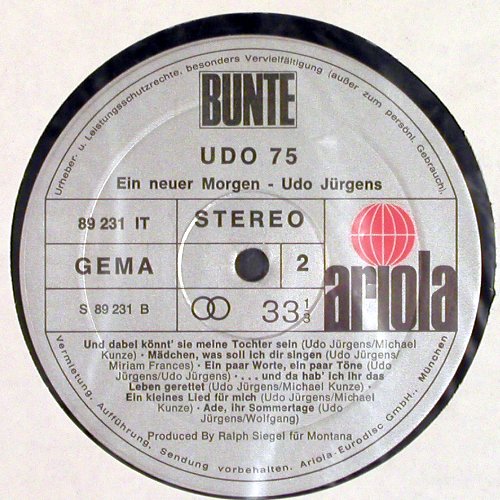 Urheber- u. Leistungsschutzrechte, besonders Vervielfältigung (außer zum persönl. Gebrauch),
BUNTE
UDO 75
Ein neuer Morgen - Udo Jürgens
89 231 IT
STEREO
GEMA
2
ariola
S 89 231 B
33 1/3
Und dabei könnt' sie meine Tochter sein (Udo Jürgens/Michael
Kunze) · Mädchen, was soll ich dir singen (Udo Jürgens/
Miriam Frances) · Ein paar Worte, ein paar Töne (Udo
Jürgens/Udo Jürgens) · ... und da hab' ich ihr das
Leben gerettet (Udo Jürgens/Michael Kunze) ·
Ein kleines Lied für mich (Udo Jürgens/Michael
Kunze) · Ade, ihr Sommertage (Udo
Jürgens/Wolfgang)
Produced By Ralph Siegel für Montana
Vermietung, Aufführung, Sendung vorbehalten. Ariola-Eurodisc GmbH., München